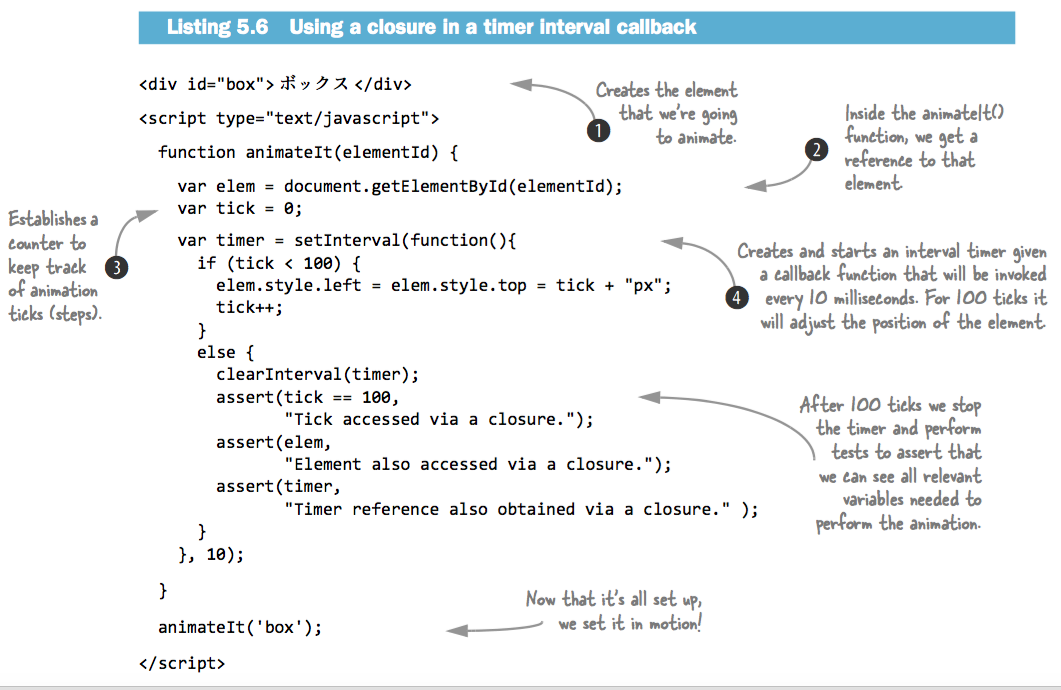 Listing 5.6 Using a closure in a timer interval callback
<div id="box">ボックス</div>
<script type="text/javascript">
function animateIt(elementId) {
var elem = document.getElementById(elementId);
var tick = 0;
var timer = setInterval(function(){
if (tick < 100) {
elem.style.left = elem.style.top = tick + "px";
tick++;
}
else {
clearInterval(timer);
assert(tick == 100,
"Tick accessed via a closure.");
assert(elem,
"Element also accessed via a closure.");
assert(timer,
"Timer reference also obtained via a closure." );
}
}, 10);
}
animateIt('box');
</script>
Creates the element
that we're going
to animate.
1
Inside the animateIt()
function, we get a
reference to that
element.
2
Establishes a
counter to
keep track
of animation
ticks (steps).
3
Creates and starts an interval timer given
a callback function that will be invoked
every 10 milliseconds. For 100 ticks it
will adjust the position of the element.
4
After 100 ticks we stop
the timer and perform
tests to assert that
we can see all relevant
variables needed to
perform the animation.
Now that it's all set up,
we set it in motion!